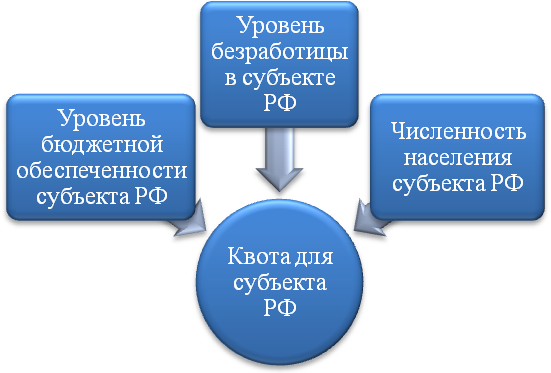 Уровень
безработицы
в субъекте
РФ
Уровень
бюджетной
обеспеченности
субъекта РФ
Численность
населения
субъекта РФ
Квота для
субъекта
РФ